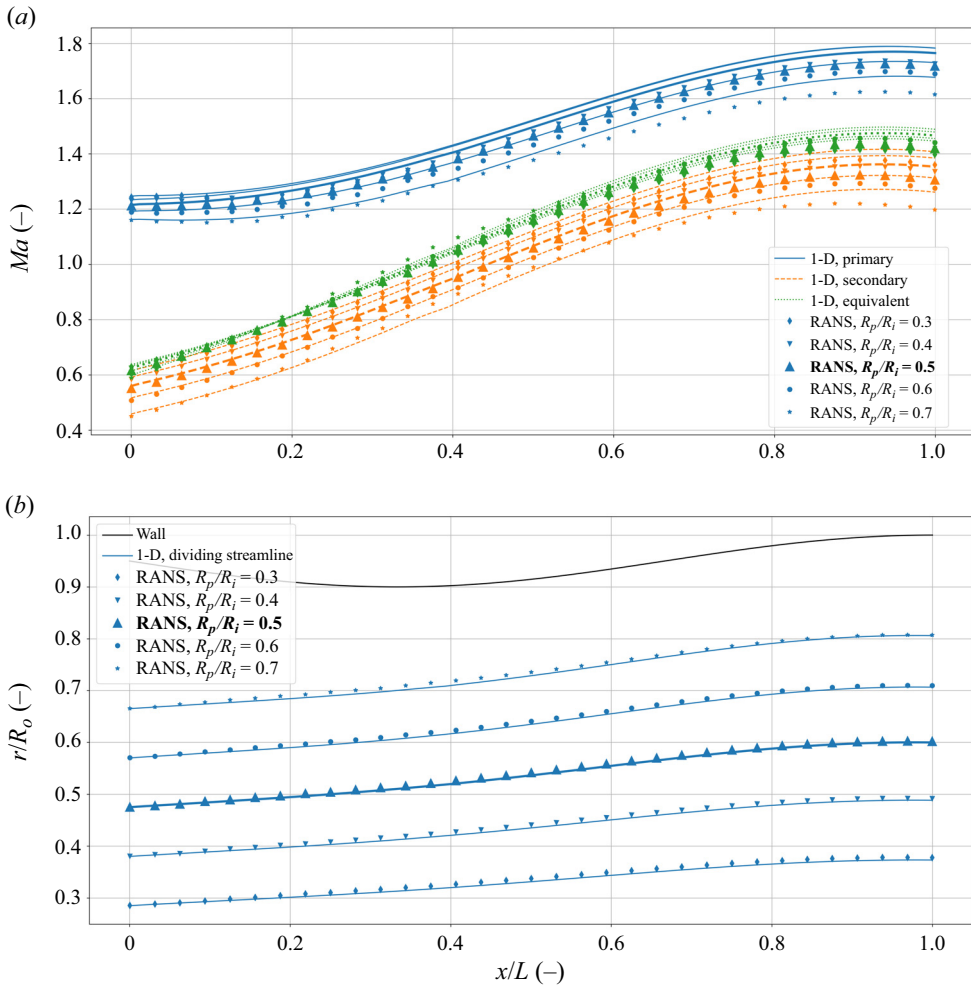 (a)
1.8
1.6
1.4
1.2
1.0
0.8
0.6
0.4
Ma (–)
1-D, primary
1-D, secondary
1-D, equivalent
RANS, Rp/Ri = 0.3
RANS, Rp/Ri = 0.4
RANS, Rp/Ri = 0.5
RANS, Rp/Ri = 0.6
RANS, Rp/Ri = 0.7
0 0.2 0.4 0.6 0.8 1.0
(b)
1.0
0.9
0.8
0.7
0.6
0.5
0.4
0.3
r/Ro (–)
Wall
1-D, dividing streamline
RANS, Rp/Ri = 0.3
RANS, Rp/Ri = 0.4
RANS, Rp/Ri = 0.5
RANS, Rp/Ri = 0.6
RANS, Rp/Ri = 0.7
0 0.2 0.4 0.6 0.8 1.0
x/L (–)